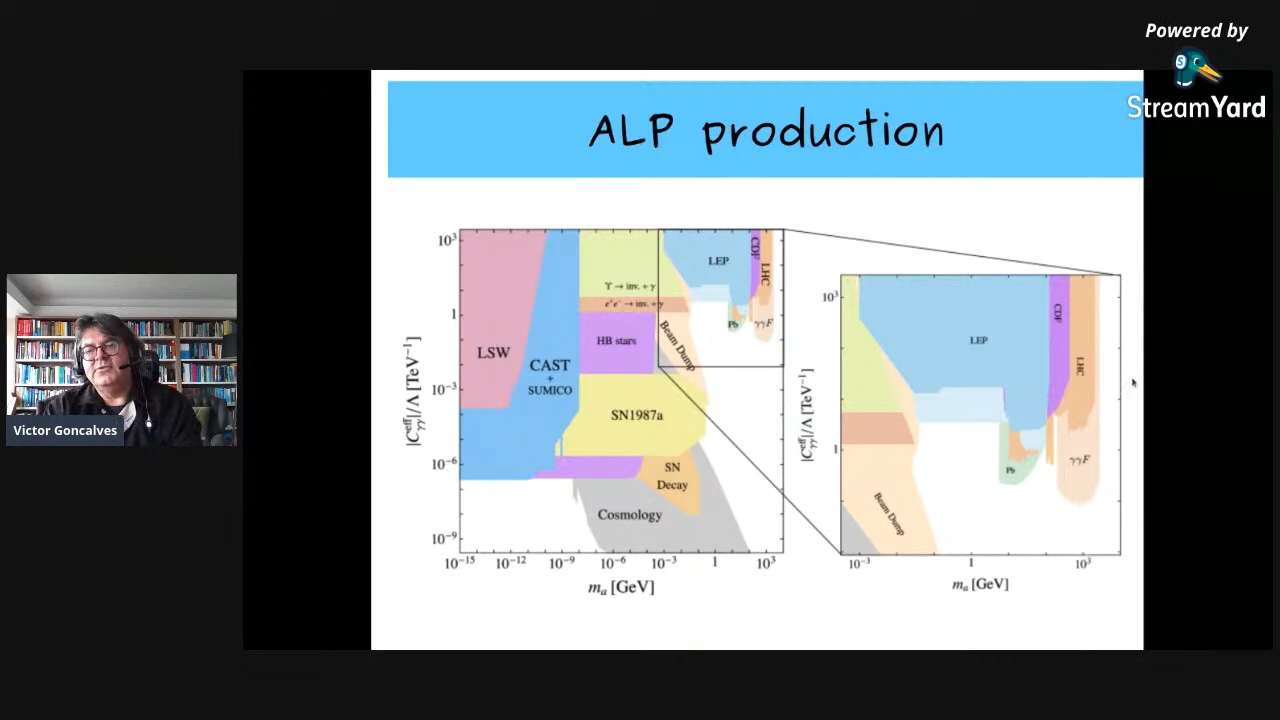 Powered by
StreamYard
ALP production
Victor Goncalves
|C^eff_γγ|/Λ [TeV⁻¹]
10³
1
10⁻³
10⁻⁶
10⁻⁹
LSW
CAST
+
SUMICO
Υ → inv. + γ
e⁺e⁻ → inv. + γ
HB stars
SN1987a
SN
Decay
Cosmology
Beam Dump
LEP
CDF
LHC
Pb
γγF
10⁻¹⁵ 10⁻¹² 10⁻⁹ 10⁻⁶ 10⁻³ 1 10³
m_a [GeV]
|C^eff_γγ|/Λ [TeV⁻¹]
10³
1
LEP
CDF
LHC
Pb
γγF
Beam Dump
10⁻³ 1 10³
m_a [GeV]